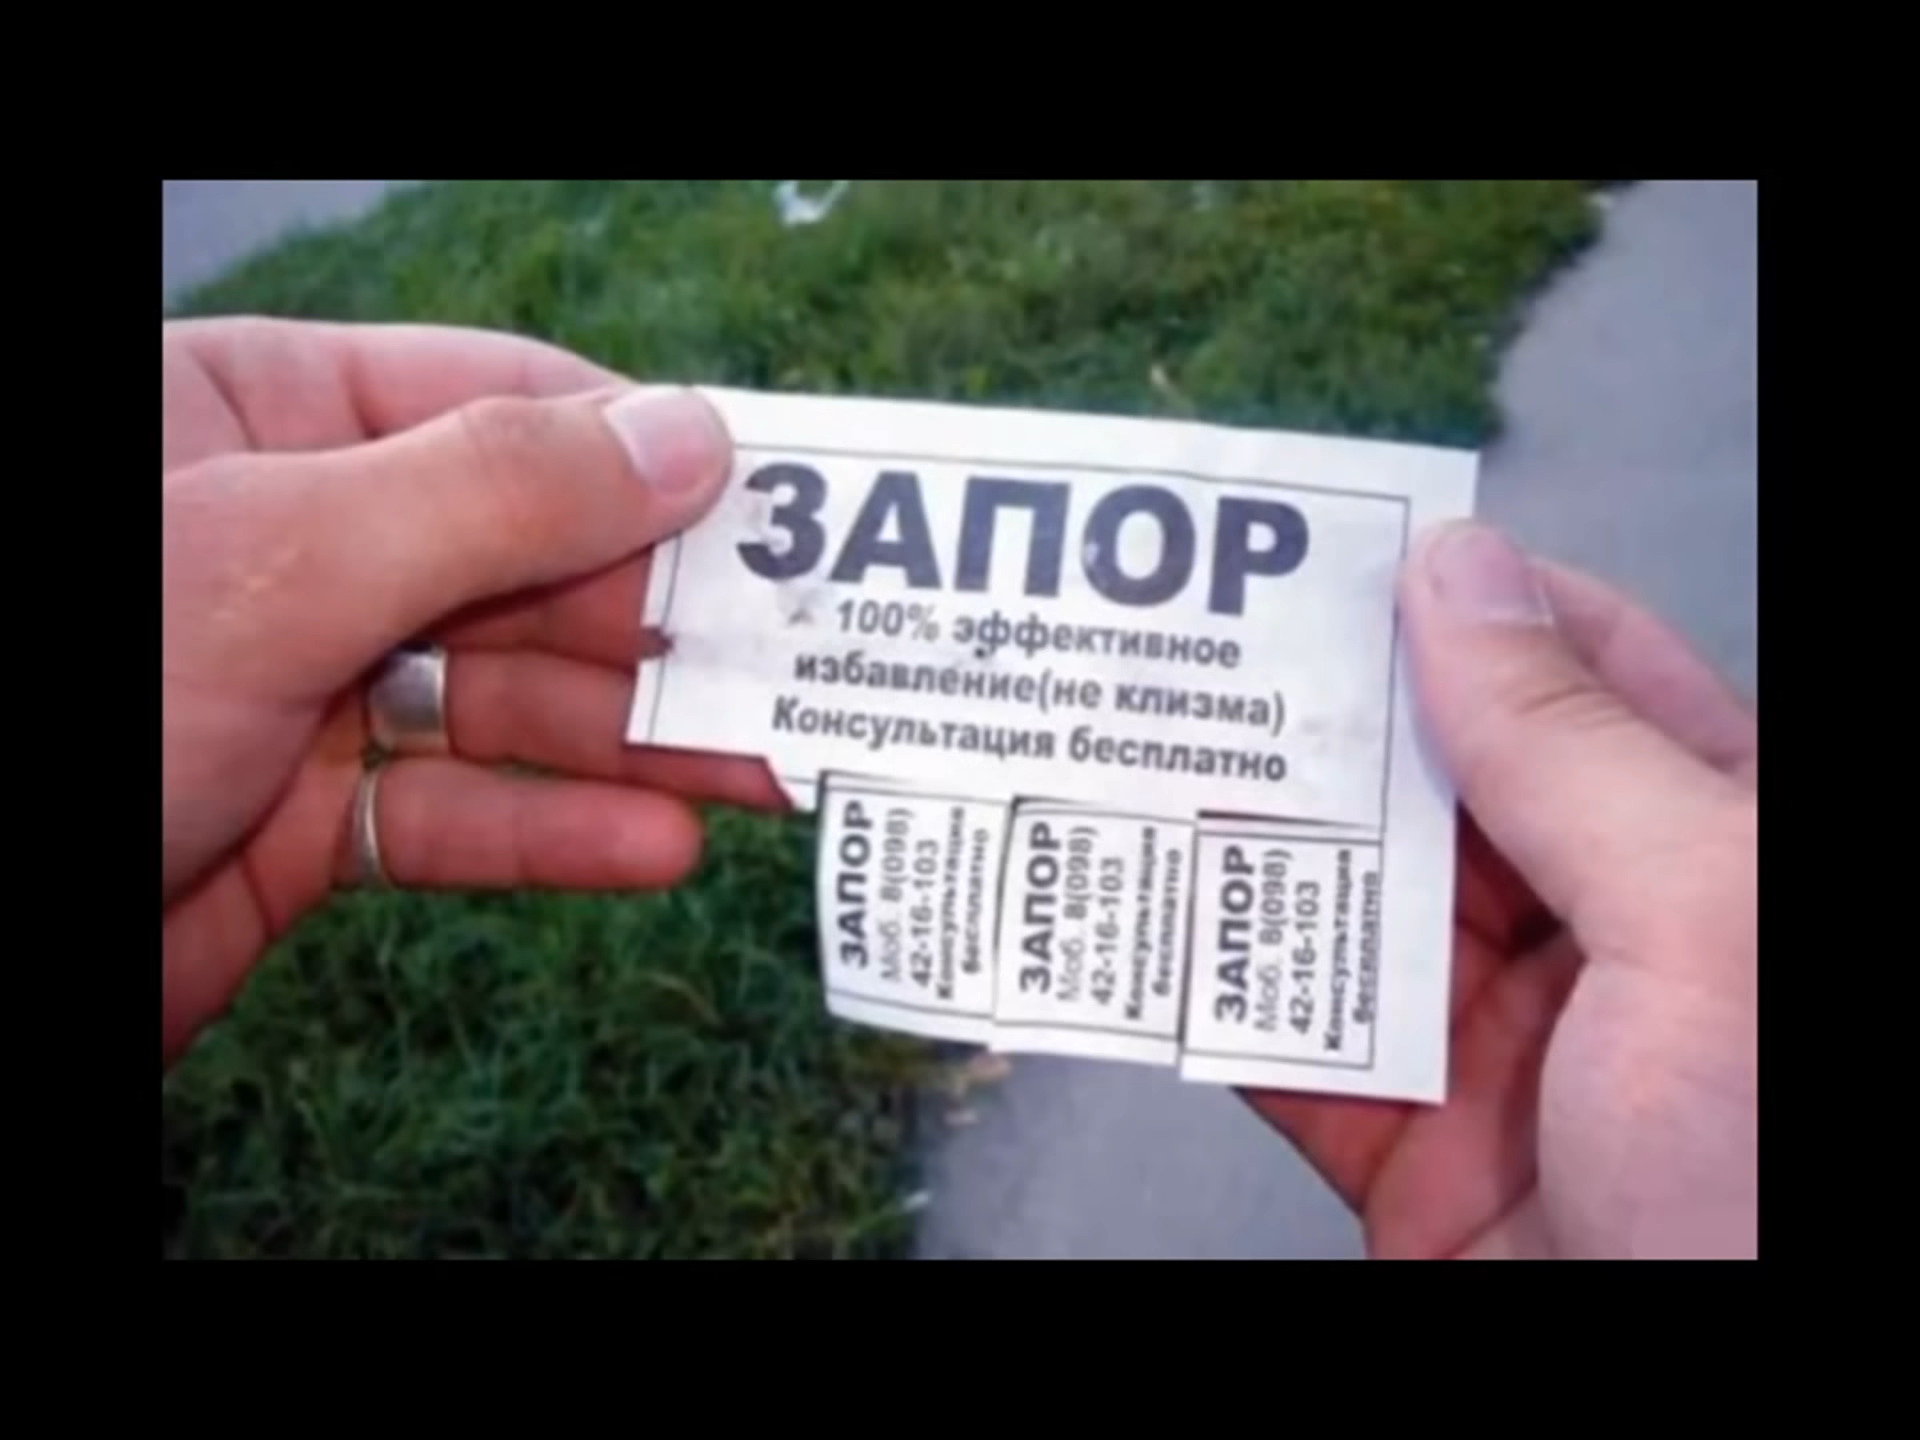 ЗАПОР
100% эффективное
избавление(не клизма)
Консультация бесплатно
ЗАПОР
Моб. 8(098)
42-16-103
Консультация
бесплатно
ЗАПОР
Моб. 8(098)
42-16-103
Консультация
бесплатно
ЗАПОР
Моб. 8(098)
42-16-103
Консультация
бесплатно